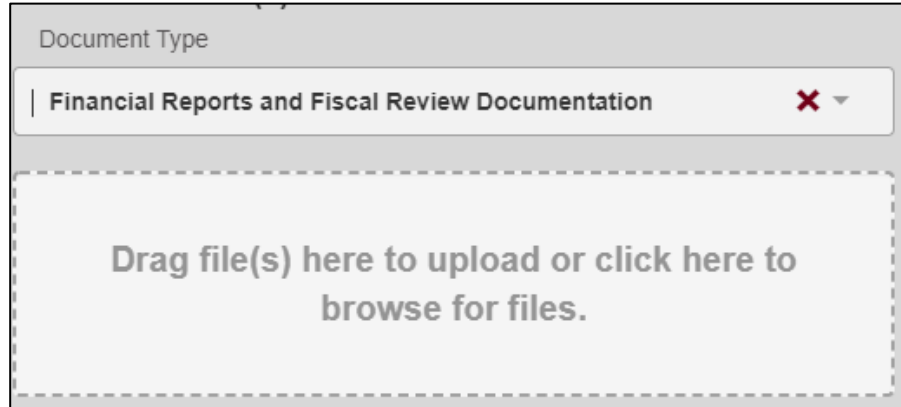 Document Type
Financial Reports and Fiscal Review Documentation
Drag file(s) here to upload or click here to
browse for files.